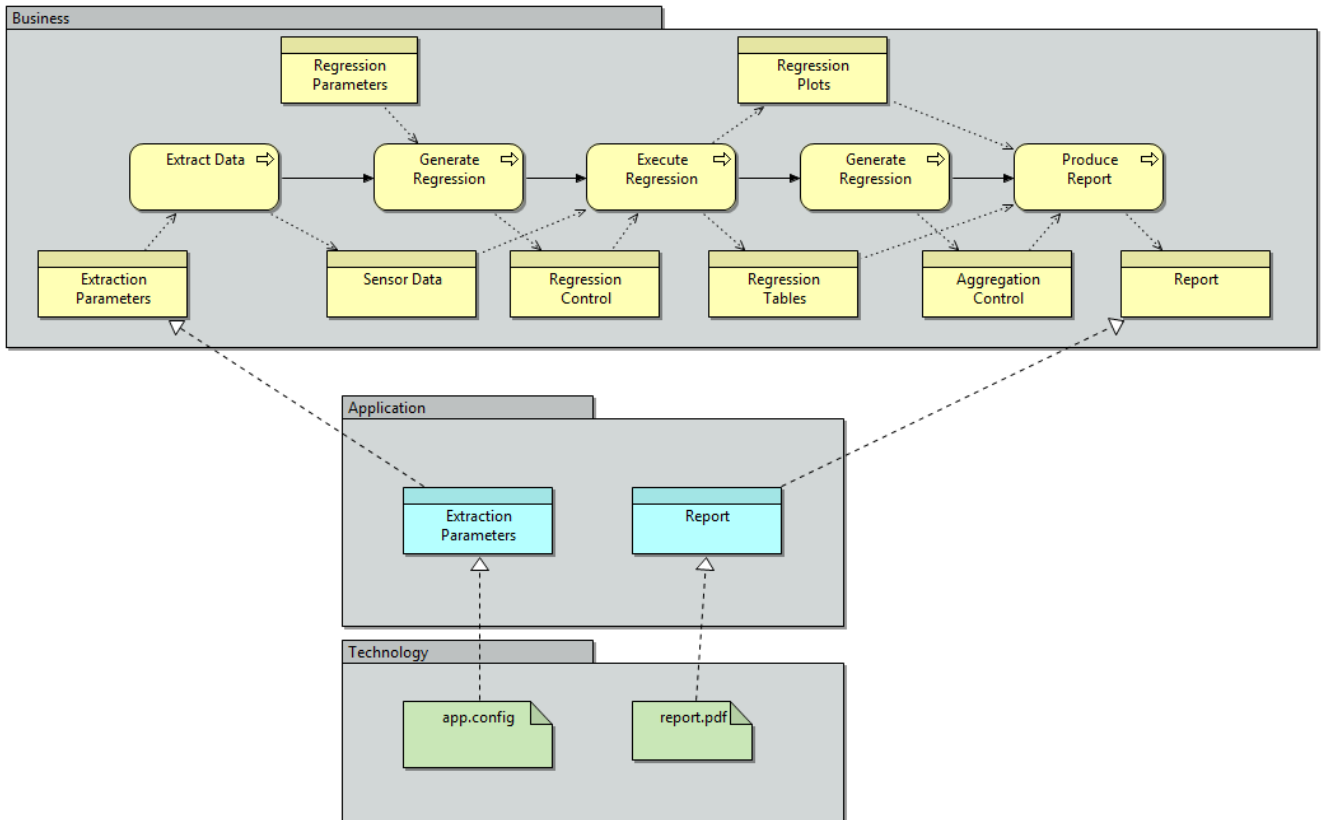 Business
Regression
Parameters
Regression
Plots
Extract Data
Generate
Regression
Execute
Regression
Generate
Regression
Produce
Report
Extraction
Parameters
Sensor Data
Regression
Control
Regression
Tables
Aggregation
Control
Report
Application
Extraction
Parameters
Report
Technology
app.config
report.pdf